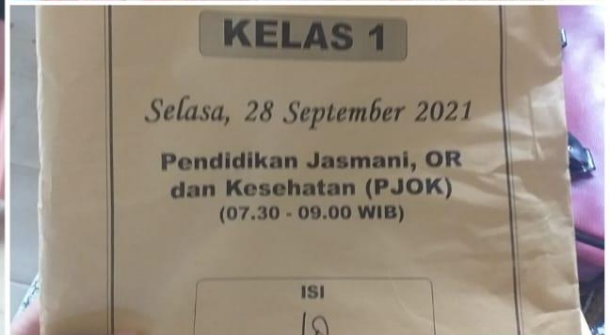 KELAS 1
Selasa, 28 September 2021
Pendidikan Jasmani, OR
dan Kesehatan (PJOK)
(07.30 - 09.00 WIB)
ISI